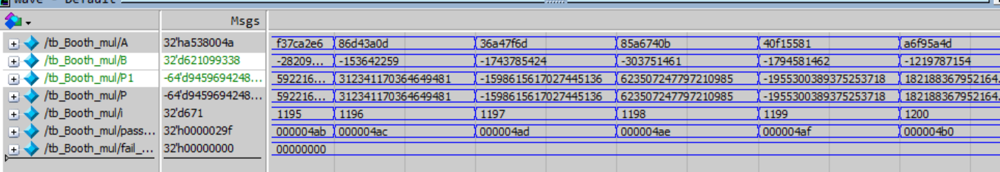 Wave - Default
Msgs
/tb_Booth_mul/A 32'ha538004a f37ca2e6 86d43a0d 36a47f6d 85a6740b 40f15581 a6f95a4d
/tb_Booth_mul/B 32'd621099338 -28209... -153642259 -1743785424 -303751461 -1794581462 -1219787154
/tb_Booth_mul/P1 -64'd9459694248... 592216... 312341170364649481 -1598615617027445136 623507247797210985 -1955300389375253718 182188367952164.
/tb_Booth_mul/P -64'd9459694248... 592216... 312341170364649481 -1598615617027445136 623507247797210985 -1955300389375253718 182188367952164.
/tb_Booth_mul/i 32'd671 1195 1196 1197 1198 1199 1200
/tb_Booth_mul/pass... 32'h0000029f 000004ab 000004ac 000004ad 000004ae 000004af 000004b0
/tb_Booth_mul/fail_... 32'h00000000 00000000